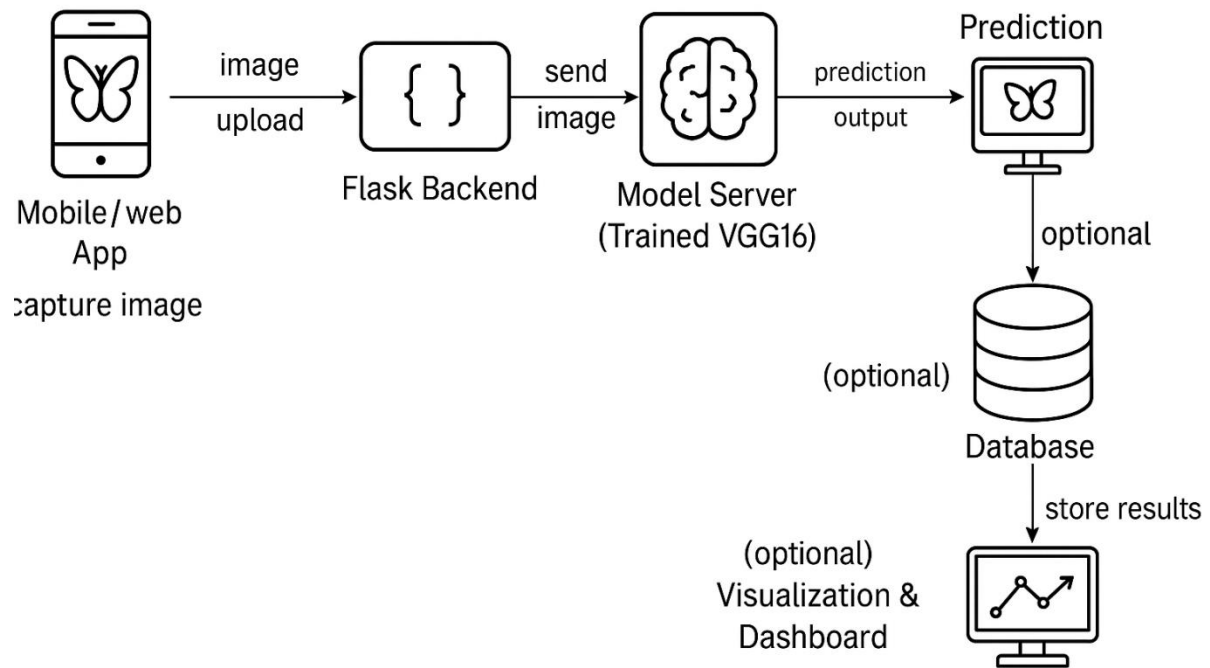 Mobile/web
App
capture image
image
upload
{ }
Flask Backend
send
image
Model Server
(Trained VGG16)
prediction
output
Prediction
optional
(optional)
Database
store results
(optional)
Visualization &
Dashboard